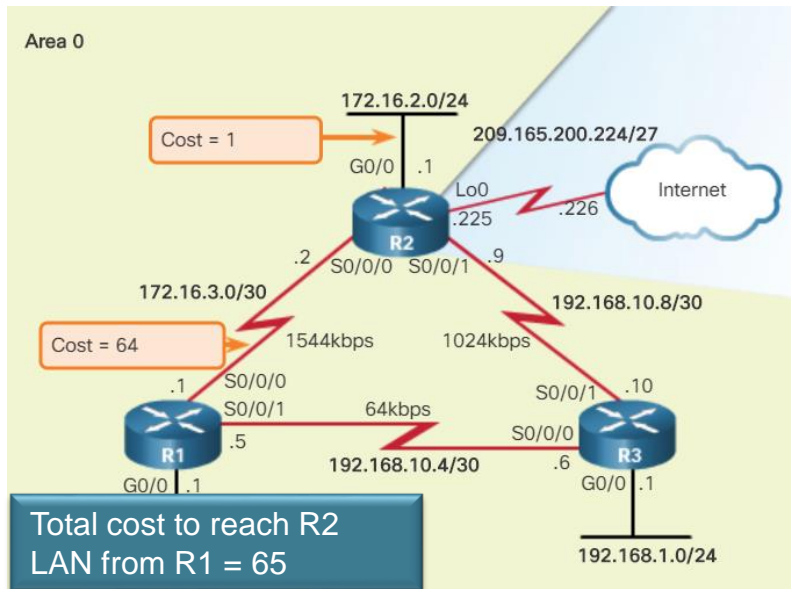 Area 0
172.16.2.0/24
Cost = 1
209.165.200.224/27
G0/0 .1
Lo0
Internet
.225
.226
R2
.2
S0/0/0 S0/0/1
.9
172.16.3.0/30
192.168.10.8/30
Cost = 64
1544kbps
1024kbps
.1
S0/0/0
S0/0/1
.10
S0/0/1
64kbps
R1
.5
S0/0/0
192.168.10.4/30
.6
R3
G0/0 .1
G0/0 .1
Total cost to reach R2
LAN from R1 = 65
192.168.1.0/24